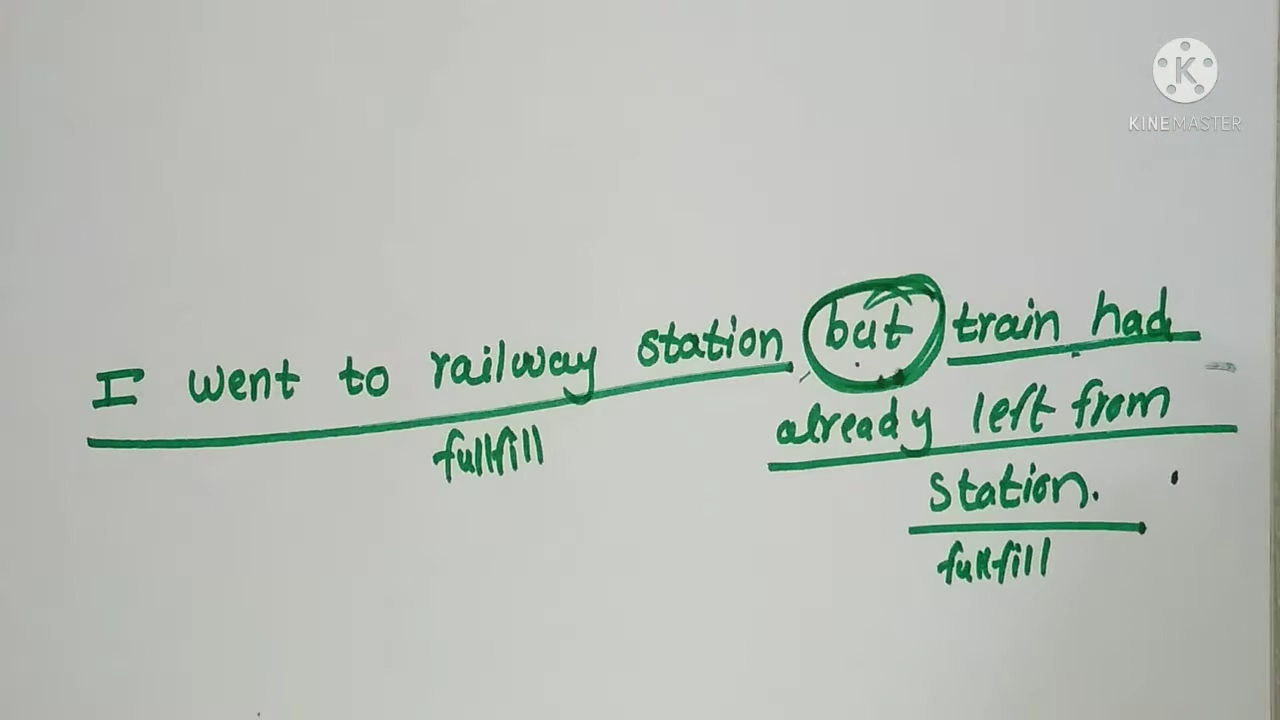 K
KINEMASTER
I went to railway station but train had
already left from
station.
fullfill
fullfill